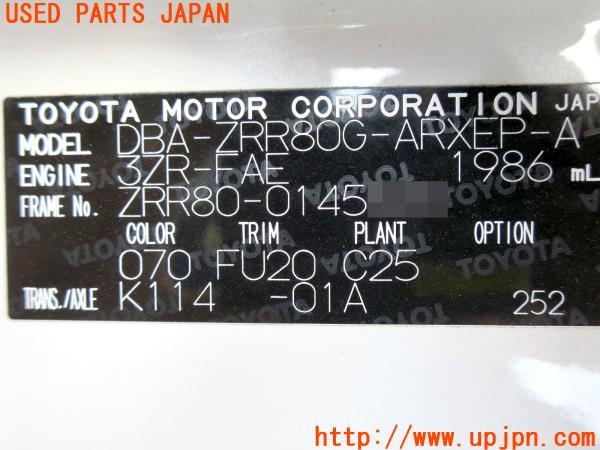 USED PARTS JAPAN
TOYOTA MOTOR CORPORATION JAP
MODEL DBA-ZRR80G-ARXEP-A
ENGINE 3ZR-FAE 1986 mL
FRAME No. ZRR80-0145
COLOR TRIM PLANT OPTION
070 FU20 C25
TRANS./AXLE K114 -01A 252
http://www.upjpn.com